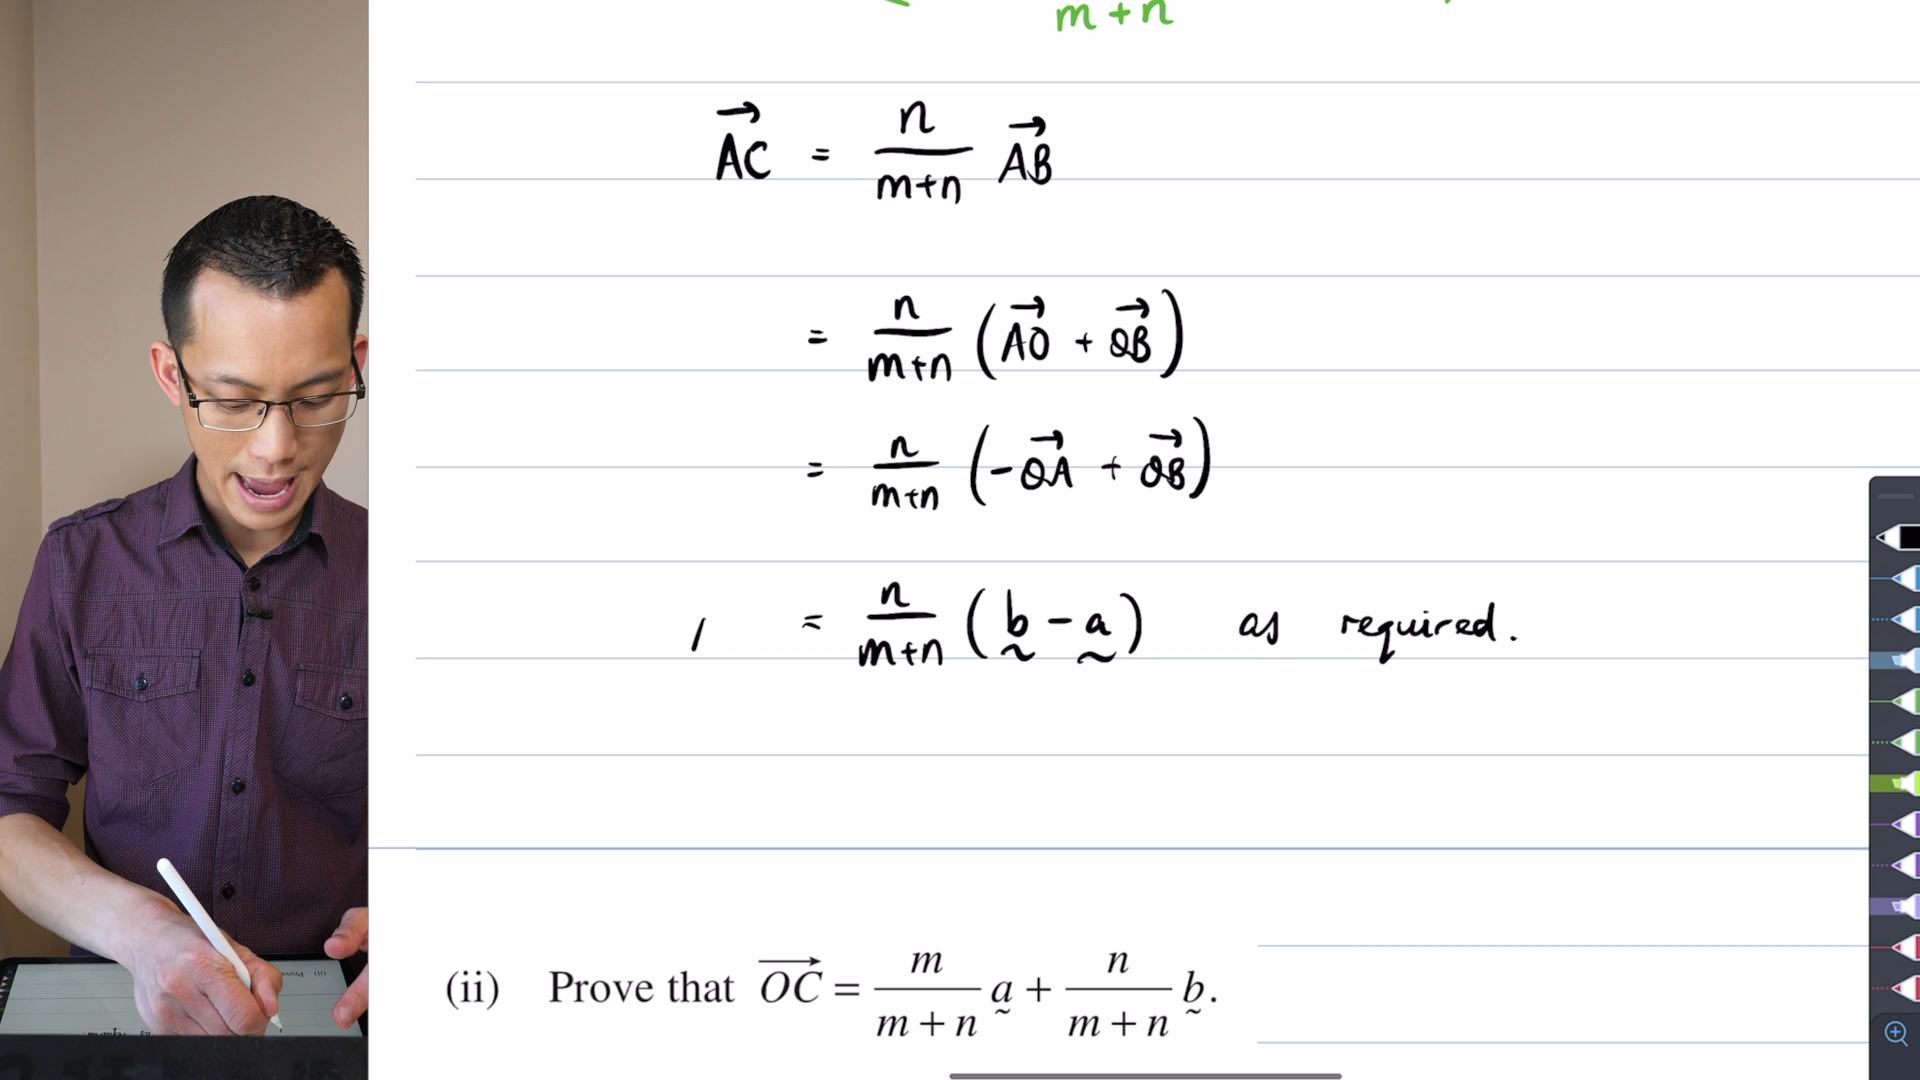 m + n
→AC = n/(m+n) →AB
= n/(m+n) (→AO + →OB)
= n/(m+n) (-→OA + →OB)
= n/(m+n) (b̰ - a̰) as required.
(ii) Prove that →OC = m/(m + n) a̰ + n/(m + n) b̰.